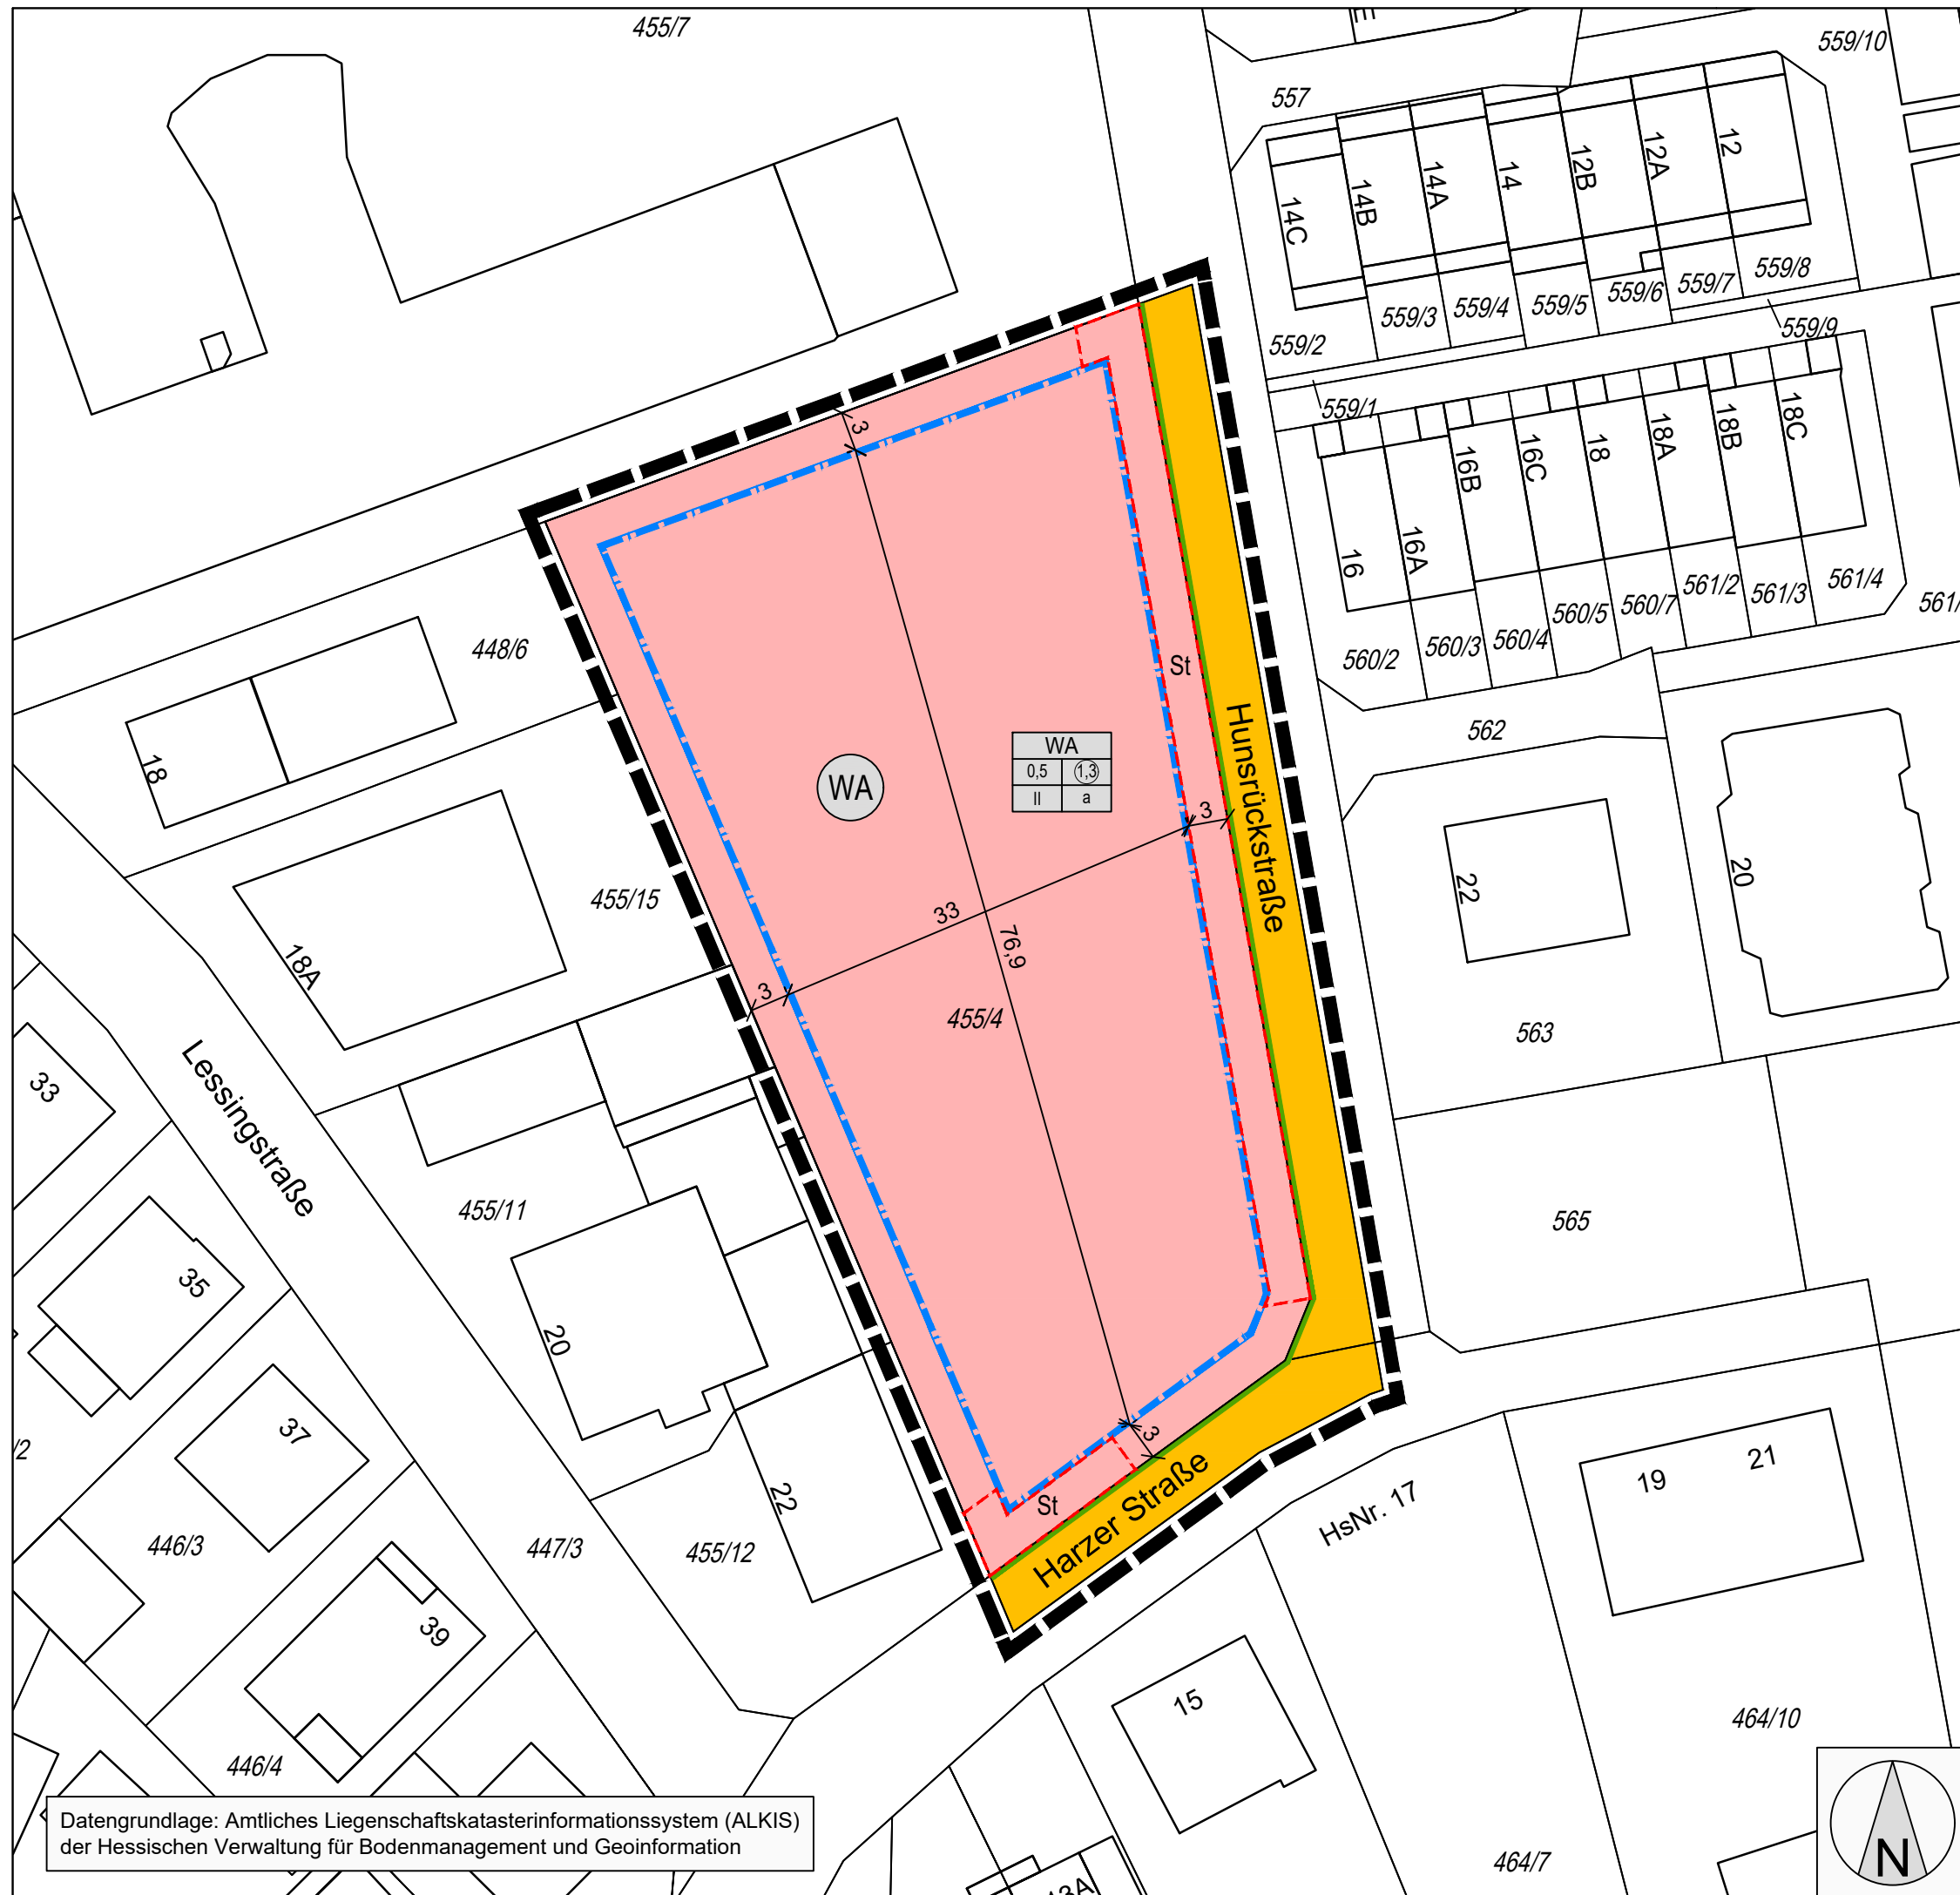 455/7
559/10
557
14C
14B
14A
14
12B
12A
12
559/2
559/3
559/4
559/5
559/6
559/7
559/8
559/9
559/1
16
16A
16B
16C
18
18A
18B
18C
560/2
560/3
560/4
560/5
560/7
561/2
561/3
561/4
561/
3
448/6
18
St
562
WA
WA
0,5
1,3
II
a
Hunsrückstraße
3
22
20
455/15
18A
33
76,9
3
455/4
563
33
Lessingstraße
455/11
565
35
20
37
/2
22
3
19
21
St
Harzer Straße
HsNr. 17
446/3
447/3
455/12
39
15
464/10
446/4
Datengrundlage: Amtliches Liegenschaftskatasterinformationssystem (ALKIS)
der Hessischen Verwaltung für Bodenmanagement und Geoinformation
464/7
13A
N